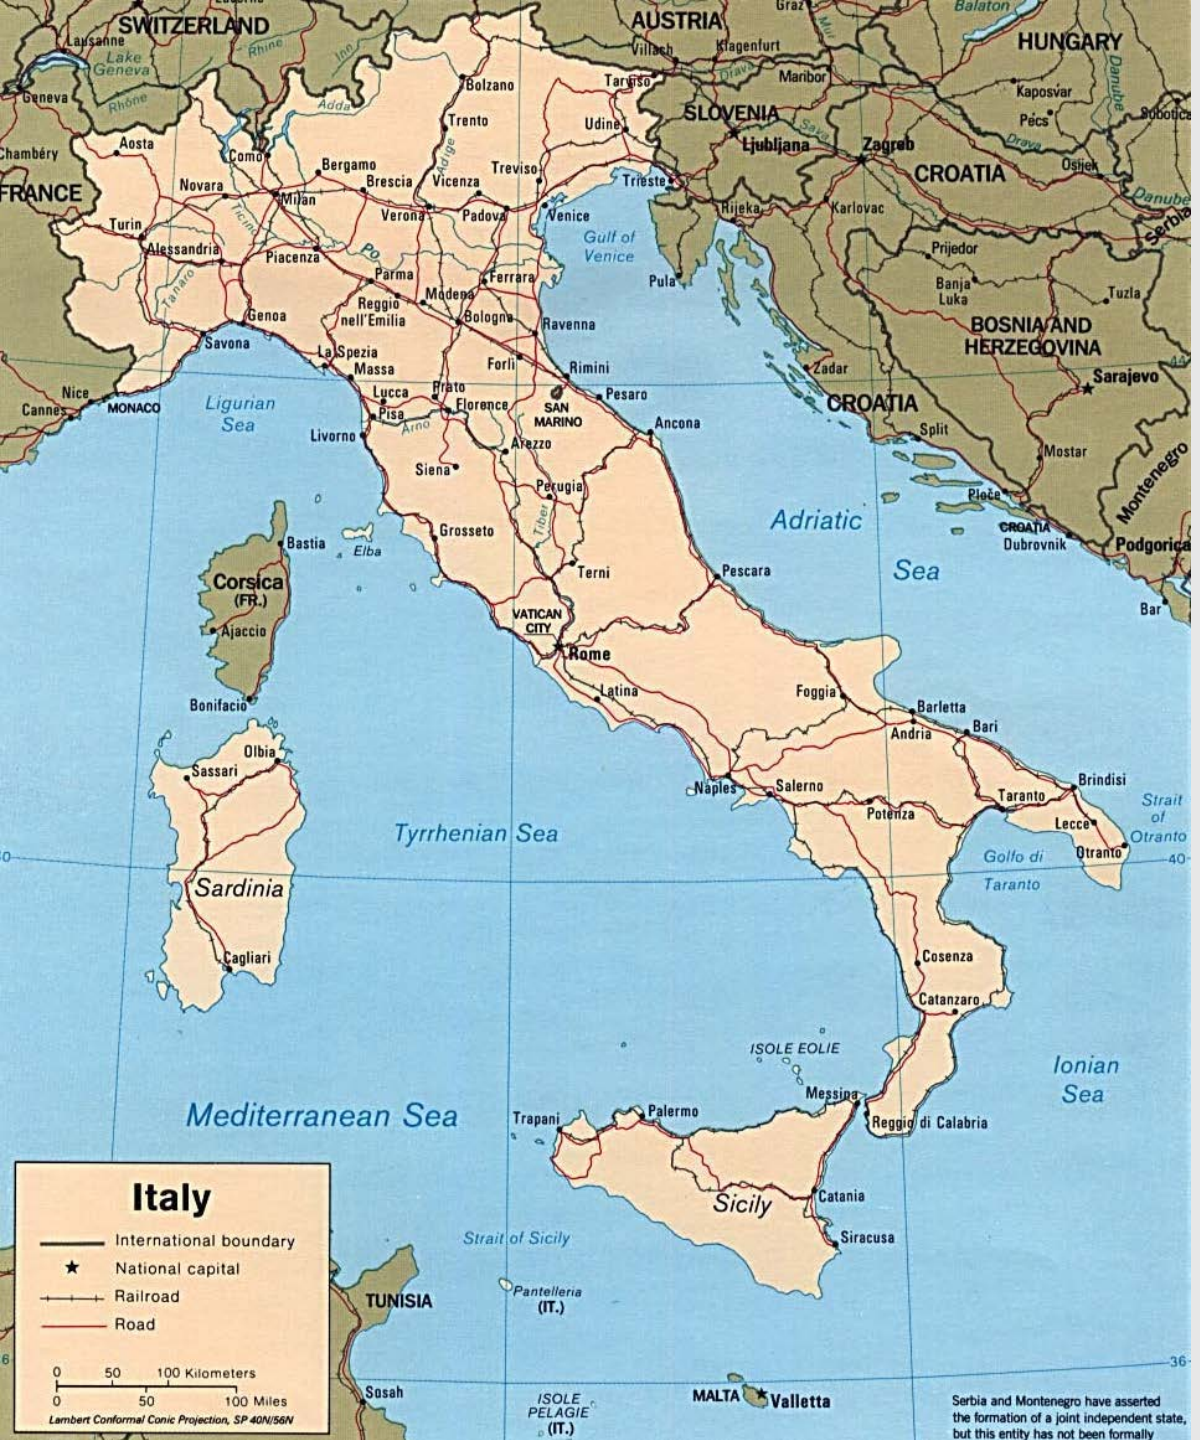 SWITZERLAND
AUSTRIA
Graz
Mur
Balaton
HUNGARY
Lausanne
Lake
Geneva
Geneva
Rhône
Rhine
Inn
Adda
Villach
Klagenfurt
Drava
Maribor
Kaposvar
Danube
Pécs
Subotica
Bolzano
Tarviso
SLOVENIA
Sava
Ljubljana
Zagreb
Drava
Osijek
CROATIA
Danube
Serbia
Chambéry
FRANCE
Aosta
Como
Trento
Adige
Udine
Bergamo
Treviso
Trieste
Novara
Milan
Brescia
Vicenza
Verona
Padova
Venice
Rijeka
Karlovac
Turin
Ticino
Alessandria
Piacenza
Po
Gulf of
Venice
Prijedor
Tanaro
Parma
Ferrara
Pula
Banja
Luka
Tuzla
Reggio
nell'Emilia
Modena
Genoa
Bologna
Ravenna
BOSNIA AND
HERZEGOVINA
Savona
La Spezia
Forli
Rimini
Zadar
44
Massa
Sarajevo
Nice
Cannes
MONACO
Lucca
Prato
Pesaro
Ligurian
Sea
Pisa
Florence
SAN
MARINO
CROATIA
Arno
Ancona
Split
Livorno
Arezzo
Mostar
Siena
Montenegro
Perugia
Ploče
Adriatic
Sea
Tiber
Grosseto
CROATIA
Dubrovnik
Elba
Podgorica
Bastia
Terni
Pescara
Corsica
(FR.)
Bar
VATICAN
CITY
Ajaccio
Rome
Latina
Foggia
Bonifacio
Barletta
Andria
Bari
Olbia
Sassari
Naples
Salerno
Brindisi
Taranto
Strait
of
Otranto
Potenza
Lecce
Otranto
Tyrrhenian Sea
40
Golfo di
Taranto
Sardinia
Cagliari
Cosenza
Catanzaro
ISOLE EOLIE
Ionian
Sea
Messina
Mediterranean Sea
Trapani
Palermo
Reggio di Calabria
Sicily
Catania
Siracusa
Strait of Sicily
Pantelleria
(IT.)
TUNISIA
Italy
International boundary
National capital
Railroad
Road
0 50 100 Kilometers
0 50 100 Miles
Lambert Conformal Conic Projection, SP 40N/56N
Sosah
36
ISOLE
PELAGIE
(IT.)
MALTA
Valletta
Serbia and Montenegro have asserted
the formation of a joint independent state,
but this entity has not been formally